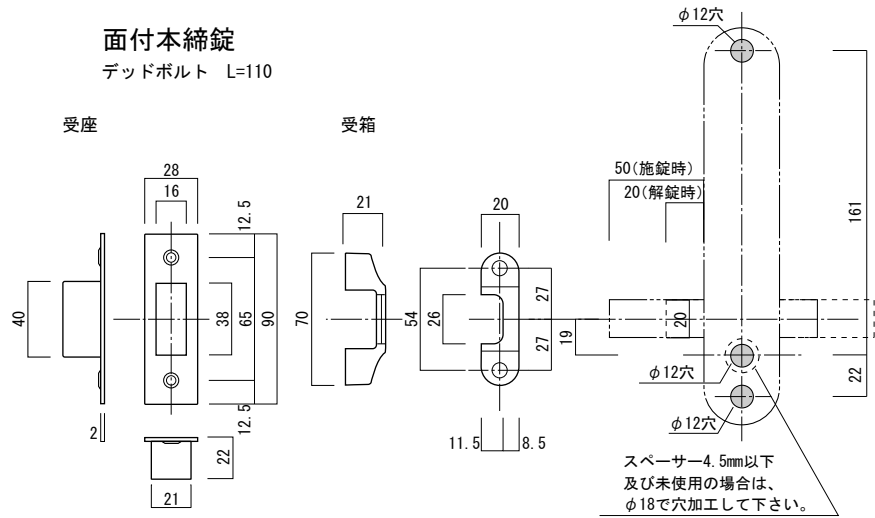 面付本締錠
デッドボルト L=110
受座
受箱
28
16
12.5
40
38
65
90
2
12.5
22
21
21
70
20
54
26
27
27
11.5
8.5
φ12穴
50(施錠時)
20(解錠時)
161
20
19
φ12穴
22
φ12穴
スペーサー4.5mm以下
及び未使用の場合は、
φ18で穴加工して下さい。